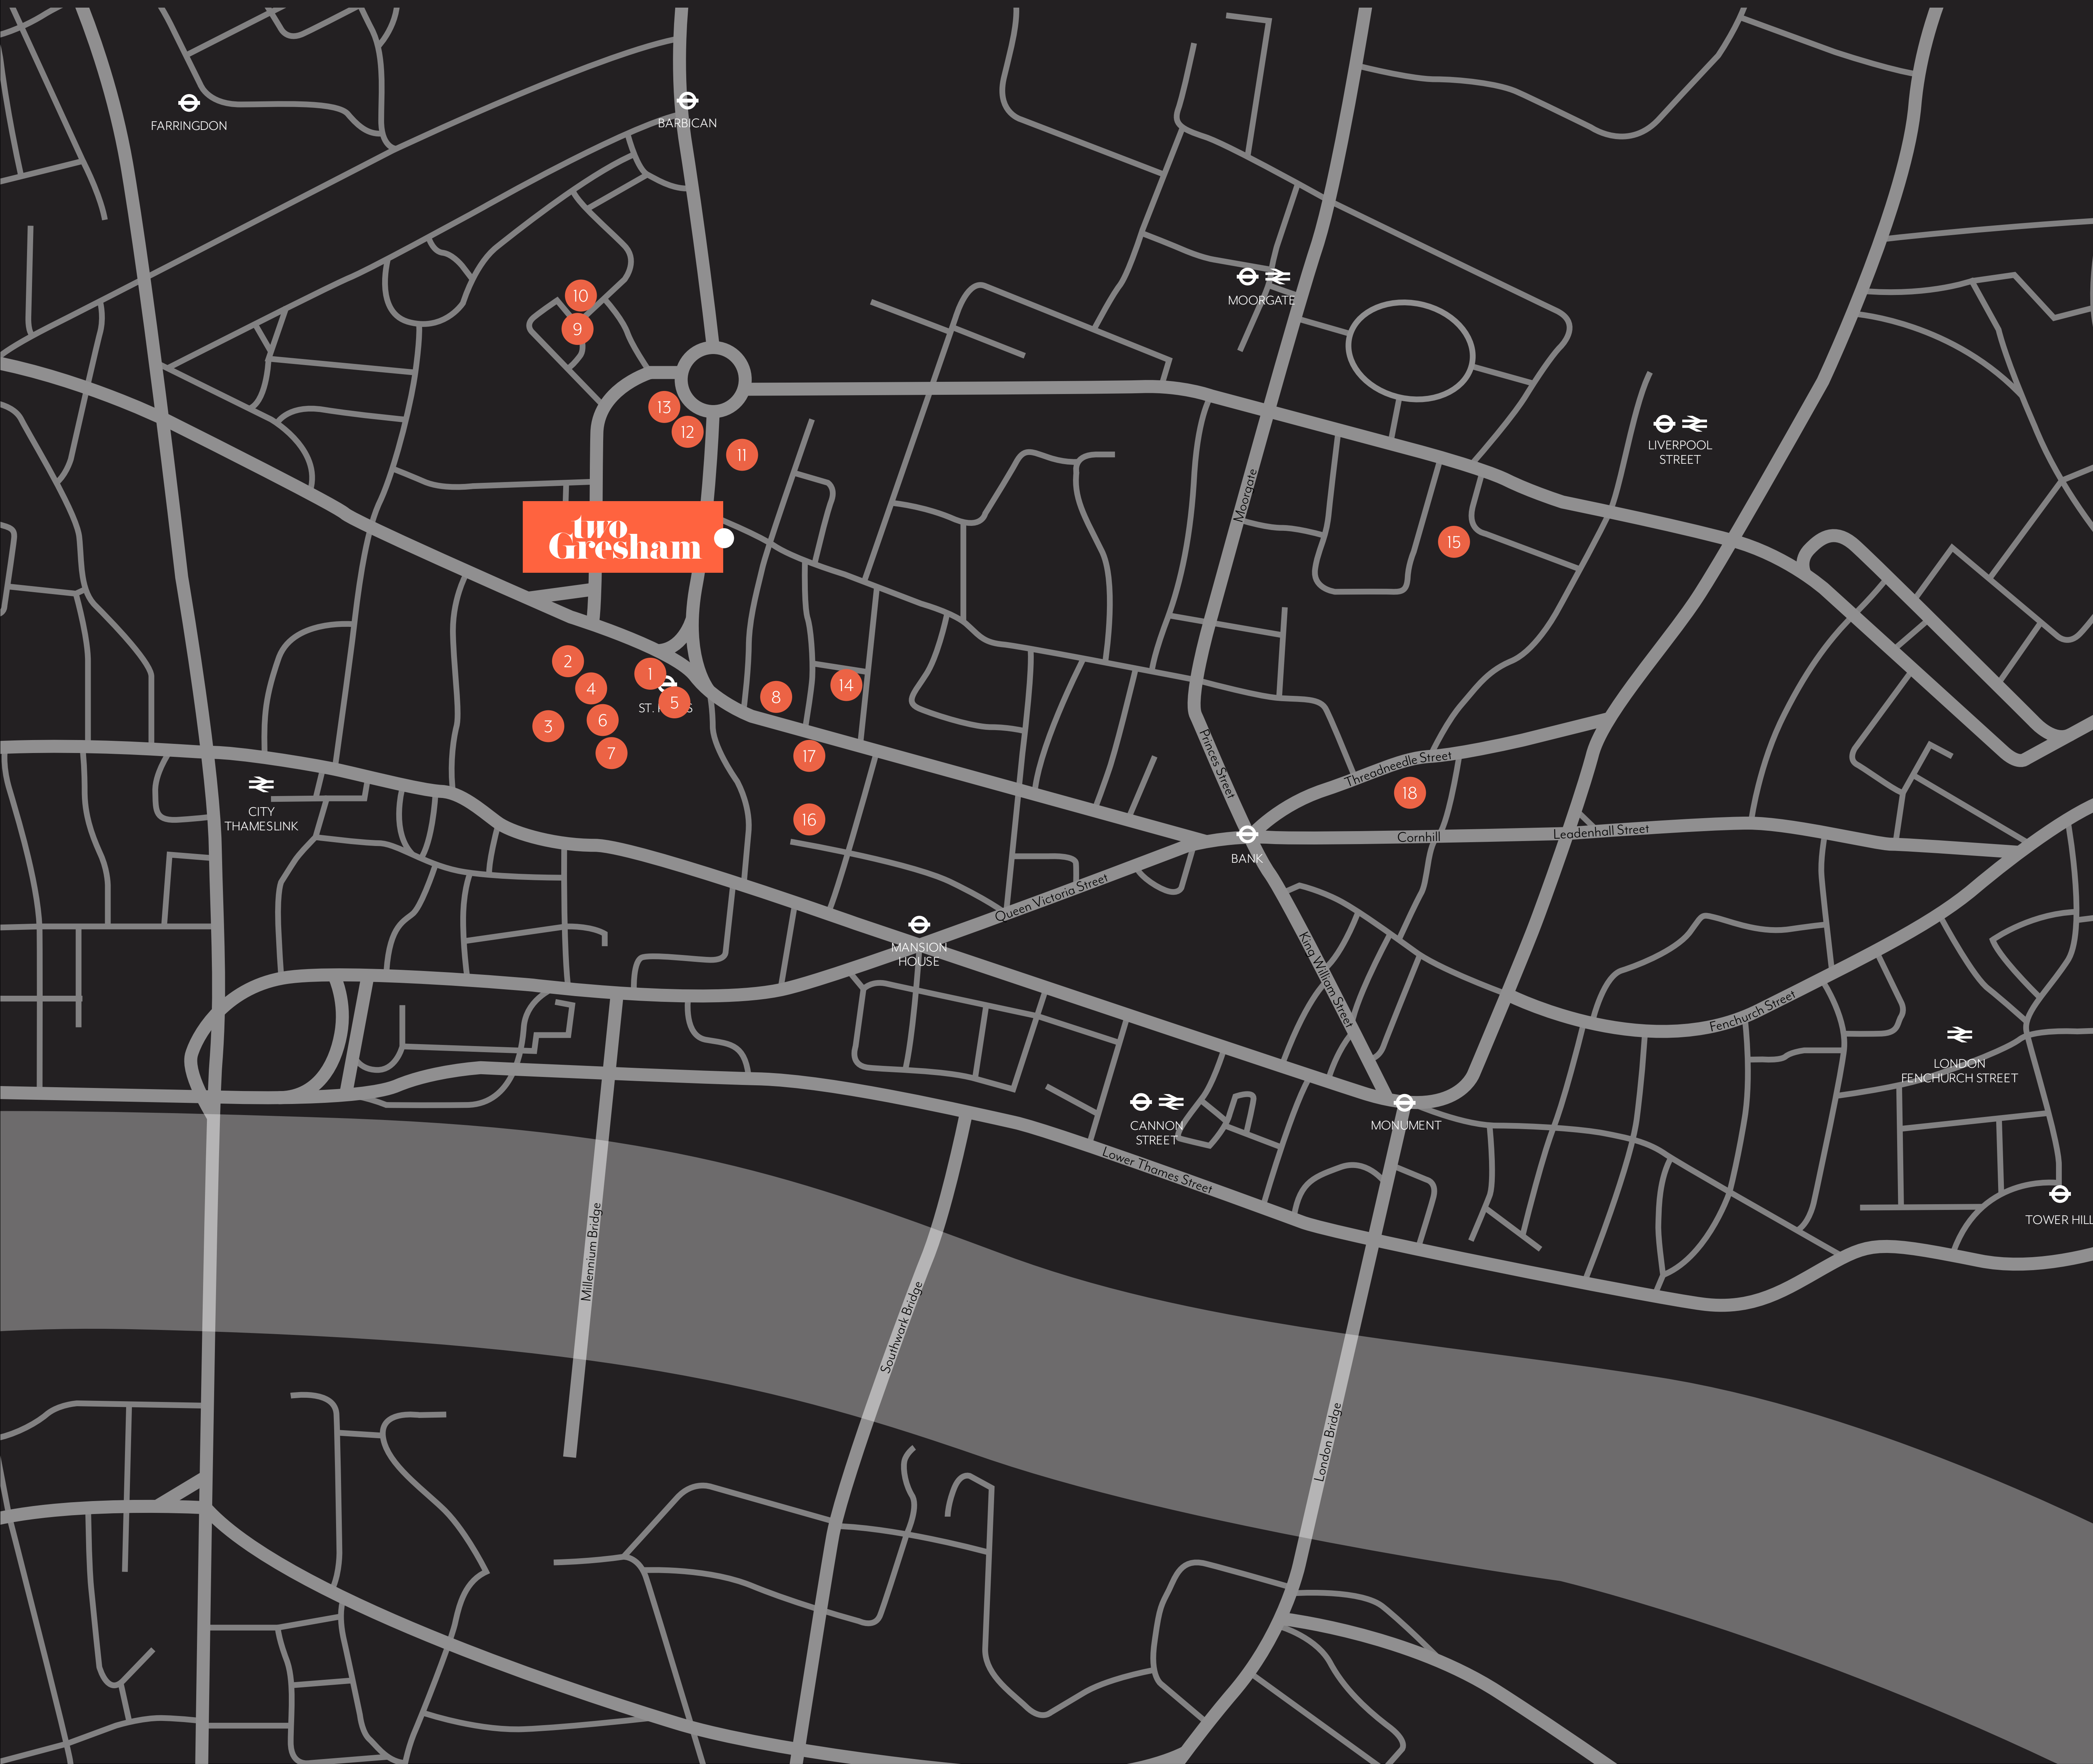 BARBICAN
FARRINGDON
MOORGATE
10
9
13
12
11
LIVERPOOL
STREET
Moorgate
two
Gresham
15
2
1
4
5
ST.
8
14
3
6
7
17
Princes Street
Threadneedle Street
18
CITY
THAMESLINK
16
Cornhill
Leadenhall Street
BANK
Queen Victoria Street
MANSION
HOUSE
King William Street
Fenchurch Street
LONDON
FENCHURCH STREET
CANNON
STREET
MONUMENT
Lower Thames Street
TOWER HILL
Millennium Bridge
Southwark Bridge
London Bridge